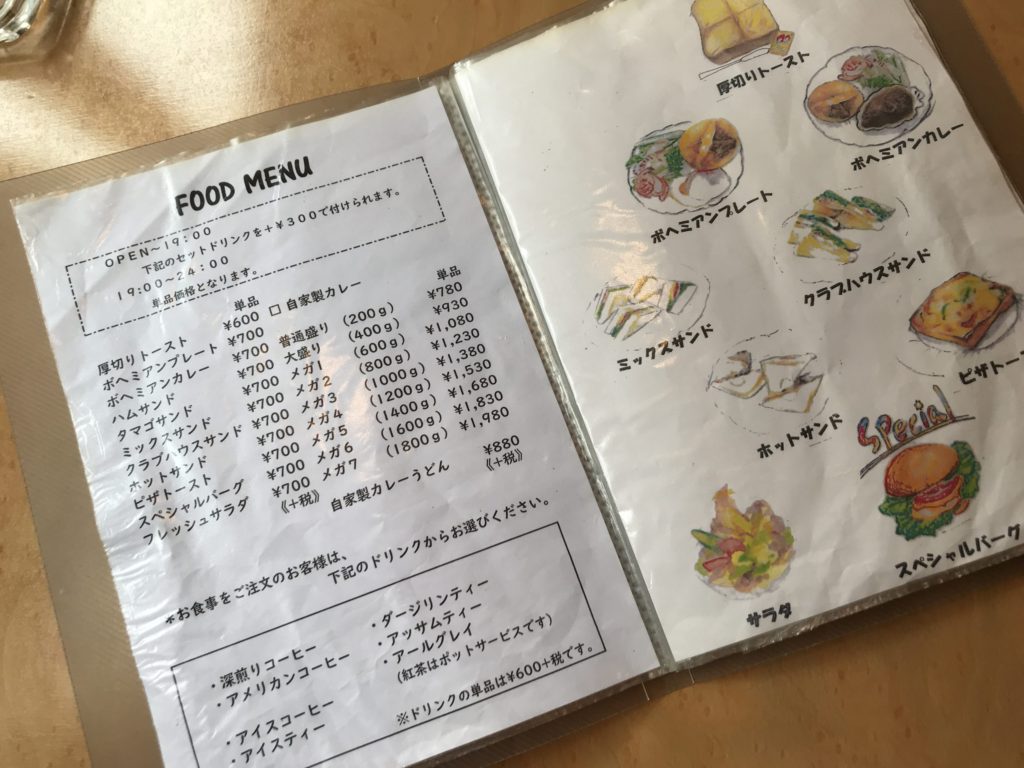 FOOD MENU
OPEN~19:00
下記のセットドリンクを+¥300で付けられます。
19:00~24:00
単品価格となります。
単品 単品
厚切りトースト ¥600 □ 自家製カレー
ボヘミアンプレート ¥700
ボヘミアンカレー ¥700 普通盛り (200g) ¥780
ハムサンド ¥700 大盛り (400g) ¥930
タマゴサンド ¥700 メガ1 (600g) ¥1,080
ミックスサンド ¥700 メガ2 (800g) ¥1,230
クラブハウスサンド ¥700 メガ3 (1000g) ¥1,380
ホットサンド ¥700 メガ4 (1200g) ¥1,530
ピザトースト ¥700 メガ5 (1400g) ¥1,680
スペシャルバーグ ¥700 メガ6 (1600g) ¥1,830
フレッシュサラダ ¥700 メガ7 (1800g) ¥1,980
《+税》 自家製カレーうどん ¥880
《+税》
*お食事をご注文のお客様は、
下記のドリンクからお選びください。
・深煎りコーヒー
・アメリカンコーヒー
・アイスコーヒー
・アイスティー
・ダージリンティー
・アッサムティー
・アールグレイ
(紅茶はポットサービスです)
※ドリンクの単品は¥600+税です。
厚切りトースト
ボヘミアンカレー
ボヘミアンプレート
クラブハウスサンド
ミックスサンド
ピザトー
ホットサンド
SPecial
スペシャルバーグ
サラダ